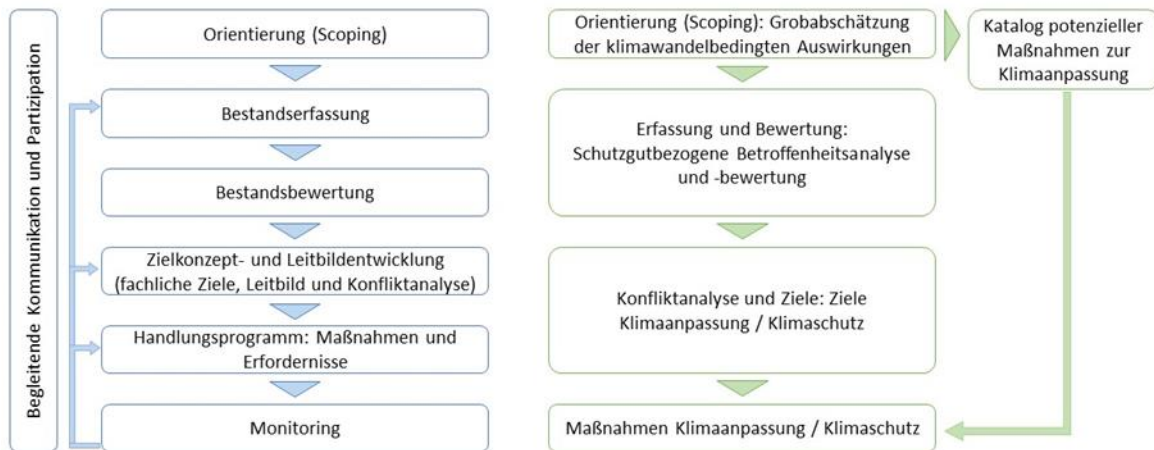 Begleitende Kommunikation und Partizipation
Orientierung (Scoping)
Bestandserfassung
Bestandsbewertung
Zielkonzept- und Leitbildentwicklung
(fachliche Ziele, Leitbild und Konfliktanalyse)
Handlungsprogramm: Maßnahmen und
Erfordernisse
Monitoring
Orientierung (Scoping): Grobabschätzung
der klimawandelbedingten Auswirkungen
Erfassung und Bewertung:
Schutzgutbezogene Betroffenheitsanalyse
und -bewertung
Konfliktanalyse und Ziele: Ziele
Klimaanpassung / Klimaschutz
Maßnahmen Klimaanpassung / Klimaschutz
Katalog potenzieller
Maßnahmen zur
Klimaanpassung